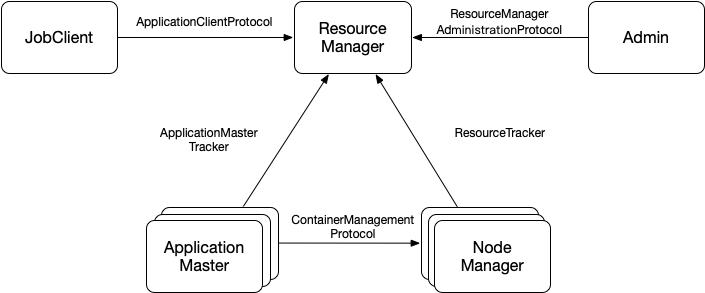 JobClient
ApplicationClientProtocol
Resource
Manager
ResourceManager
AdministrationProtocol
Admin
ApplicationMaster
Tracker
ResourceTracker
ContainerManagement
Protocol
Application
Master
Node
Manager